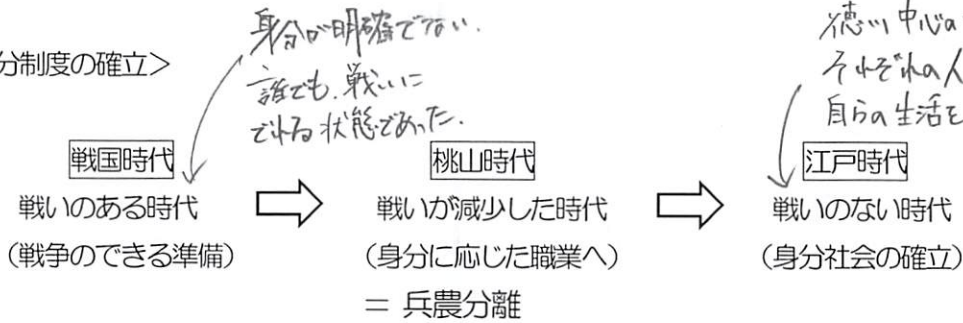 身分が明確でない.
誰でも、戦いに
でれる状態であった.
徳川中心の
それぞれの人
自らの生活を
分制度の確立>
戦国時代
桃山時代
江戸時代
戦いのある時代
戦いが減少した時代
戦いのない時代
(戦争のできる準備)
(身分に応じた職業へ)
(身分社会の確立)
= 兵農分離